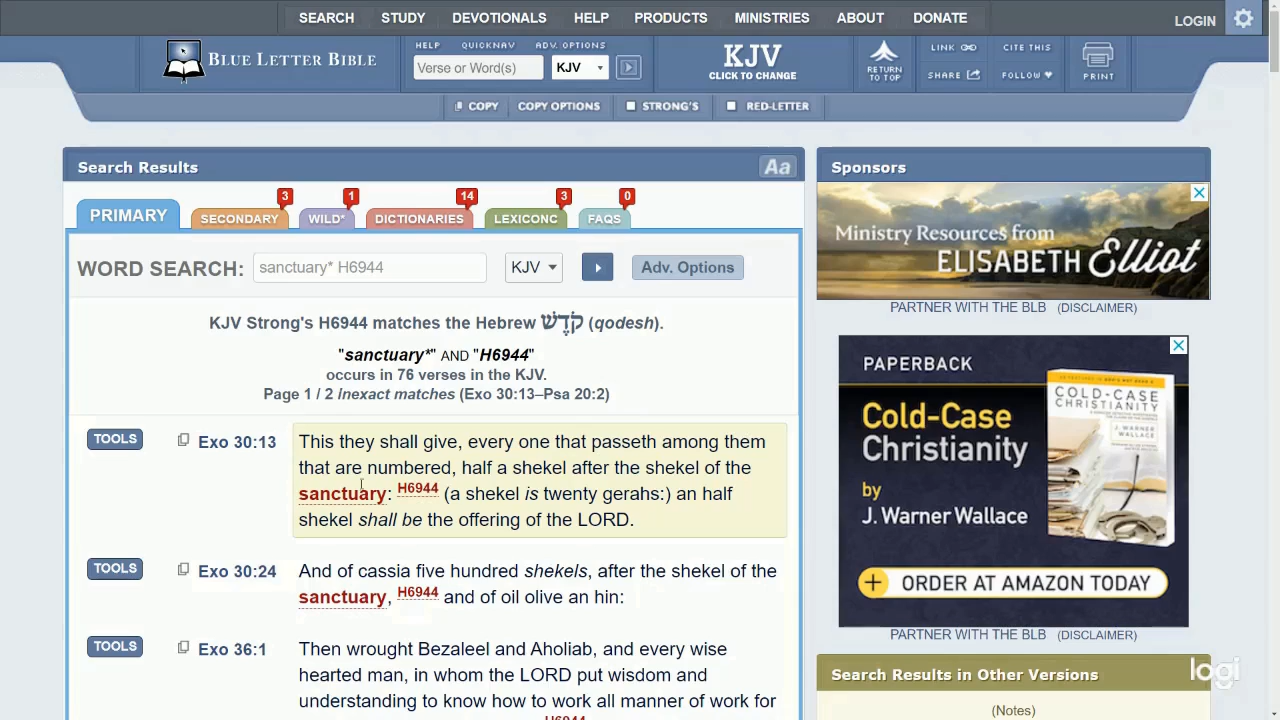 SEARCH STUDY DEVOTIONALS HELP PRODUCTS MINISTRIES ABOUT DONATE LOGIN
BLUE LETTER BIBLE
HELP QUICKNAV ADV. OPTIONS
Verse or Word(s) KJV
KJV
CLICK TO CHANGE
RETURN
TO TOP
LINK CITE THIS
SHARE FOLLOW
PRINT
COPY COPY OPTIONS STRONG'S RED-LETTER
Search Results Aa
3 1 14 3 0
PRIMARY SECONDARY WILD* DICTIONARIES LEXICONC FAQS
WORD SEARCH: sanctuary* H6944 KJV Adv. Options
KJV Strong's H6944 matches the Hebrew קֹדֶשׁ (qodesh).
"sanctuary*" AND "H6944"
occurs in 76 verses in the KJV.
Page 1 / 2 inexact matches (Exo 30:13–Psa 20:2)
TOOLS Exo 30:13 This they shall give, every one that passeth among them
that are numbered, half a shekel after the shekel of the
sanctuary: H6944 (a shekel is twenty gerahs:) an half
shekel shall be the offering of the LORD.
TOOLS Exo 30:24 And of cassia five hundred shekels, after the shekel of the
sanctuary, H6944 and of oil olive an hin:
TOOLS Exo 36:1 Then wrought Bezaleel and Aholiab, and every wise
hearted man, in whom the LORD put wisdom and
understanding to know how to work all manner of work for
H6944
Sponsors
Ministry Resources from
ELISABETH Elliot
PARTNER WITH THE BLB (DISCLAIMER)
PAPERBACK
Cold-Case
Christianity
by
J. Warner Wallace
COLD-CASE
CHRISTIANITY
J. WARNER WALLACE
ORDER AT AMAZON TODAY
PARTNER WITH THE BLB (DISCLAIMER)
Search Results in Other Versions
(Notes)
logi